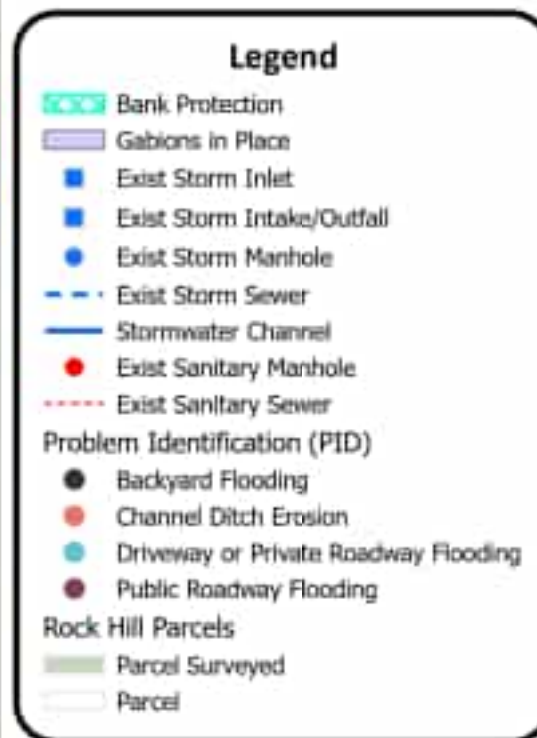 Legend
Bank Protection
Gabions in Place
Exist Storm Inlet
Exist Storm Intake/Outfall
Exist Storm Manhole
Exist Storm Sewer
Stormwater Channel
Exist Sanitary Manhole
Exist Sanitary Sewer
Problem Identification (PID)
Backyard Flooding
Channel Ditch Erosion
Driveway or Private Roadway Flooding
Public Roadway Flooding
Rock Hill Parcels
Parcel Surveyed
Parcel